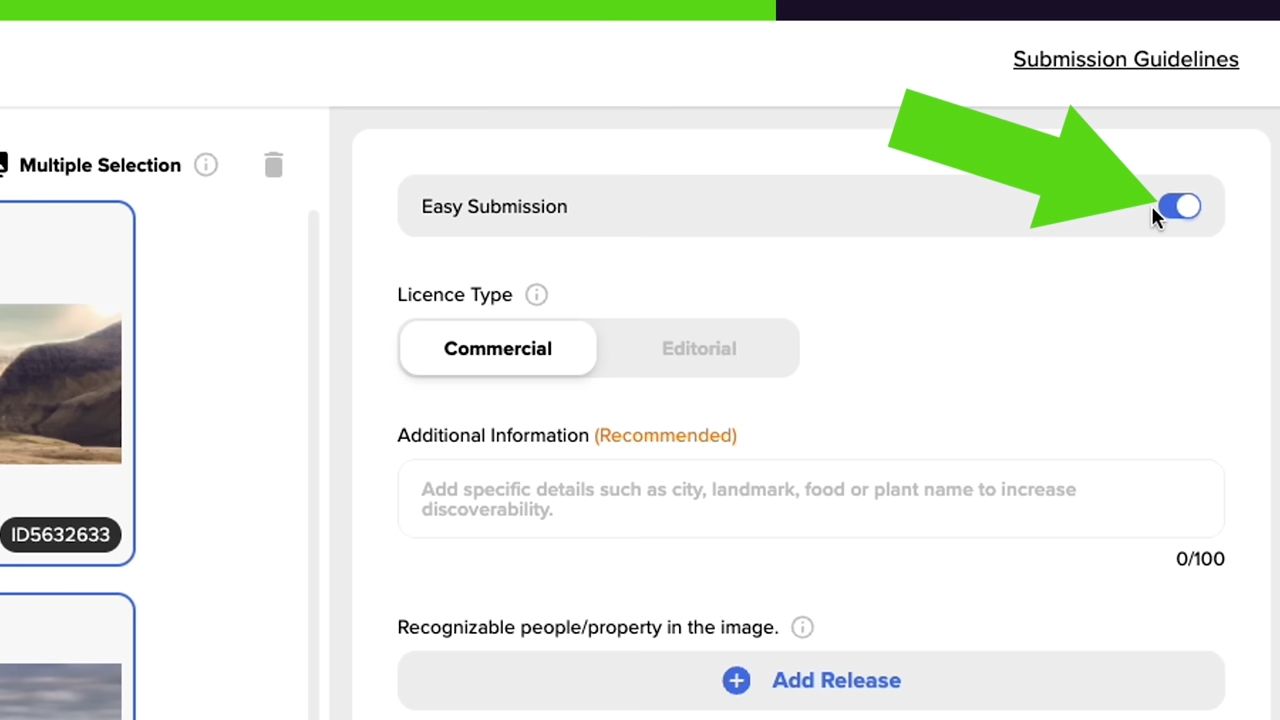 Submission Guidelines
Multiple Selection
Easy Submission
Licence Type
Commercial
Editorial
Additional Information (Recommended)
Add specific details such as city, landmark, food or plant name to increase
discoverability.
ID5632633
0/100
Recognizable people/property in the image.
Add Release